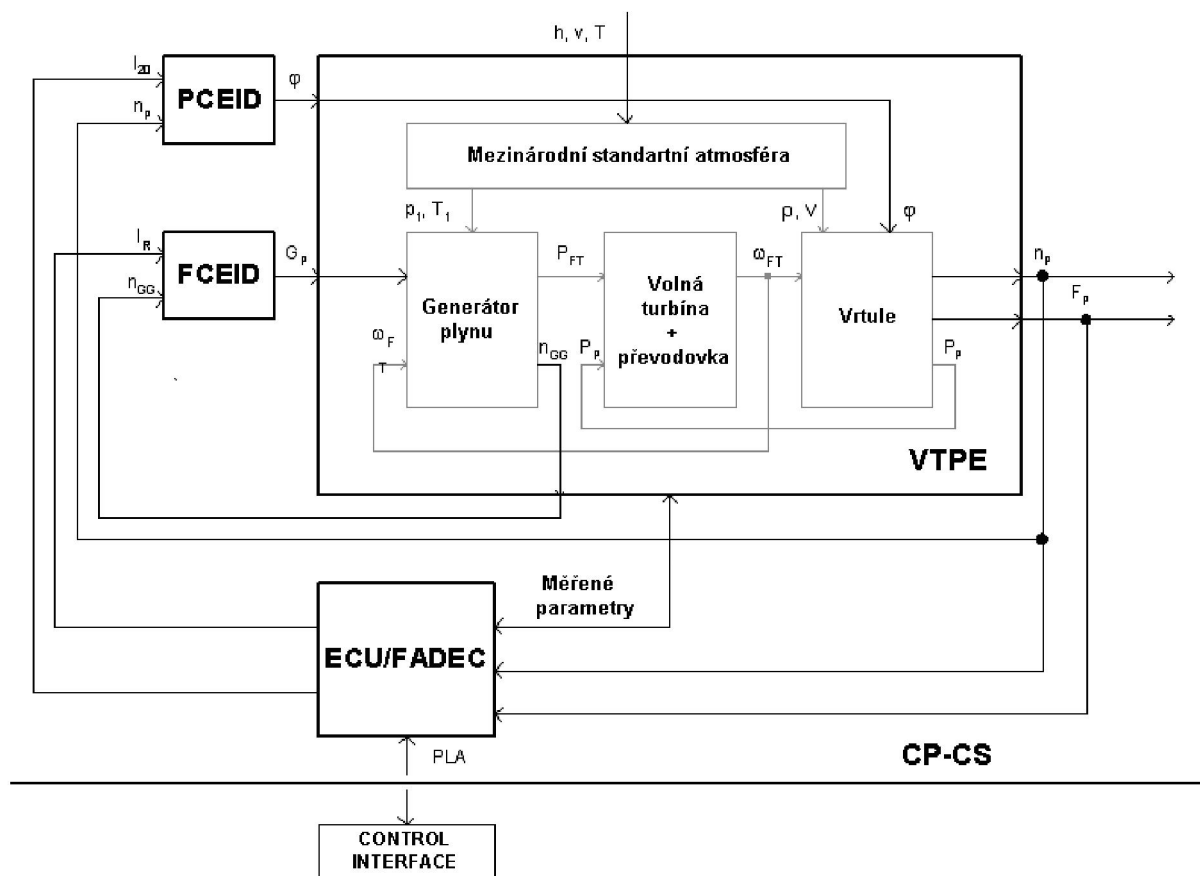 h, v, T
I20
PCEID
φ
np
Mezinárodní standartní atmosféra
p1, T1
ρ, V
φ
IR
FCEID
Gp
nGG
Generátor
plynu
PFT
ωF
T
nGG
Volná
turbína
+
převodovka
Pp
ωFT
Vrtule
np
Fp
Pp
VTPE
Měřené
parametry
ECU/FADEC
PLA
CP-CS
CONTROL
INTERFACE